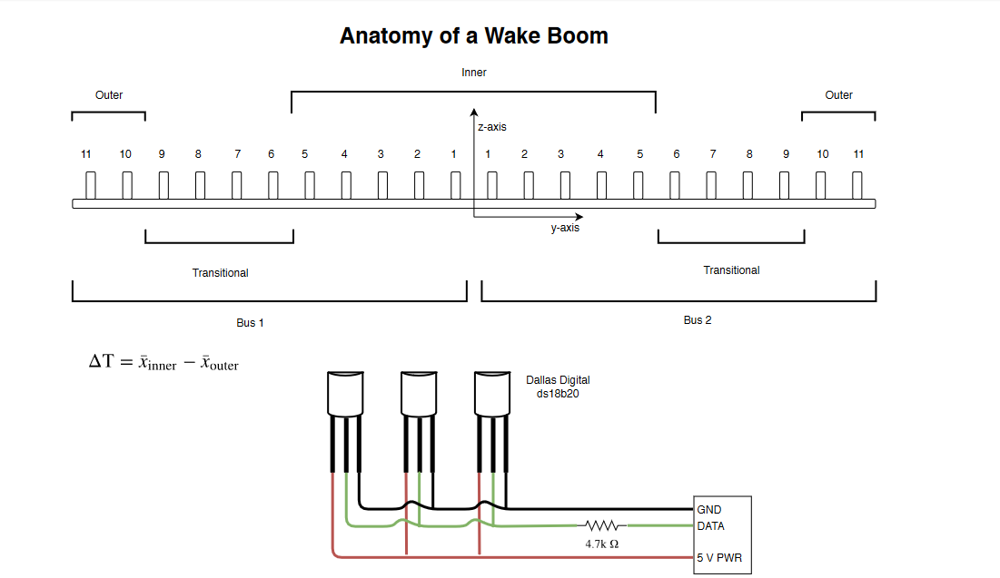 Anatomy of a Wake Boom
Inner
Outer
Outer
z-axis
11 10 9 8 7 6 5 4 3 2 1 1 2 3 4 5 6 7 8 9 10 11
y-axis
Transitional
Transitional
Bus 1
Bus 2
ΔT = x̄inner − x̄outer
Dallas Digital
ds18b20
GND
DATA
4.7k Ω
5 V PWR